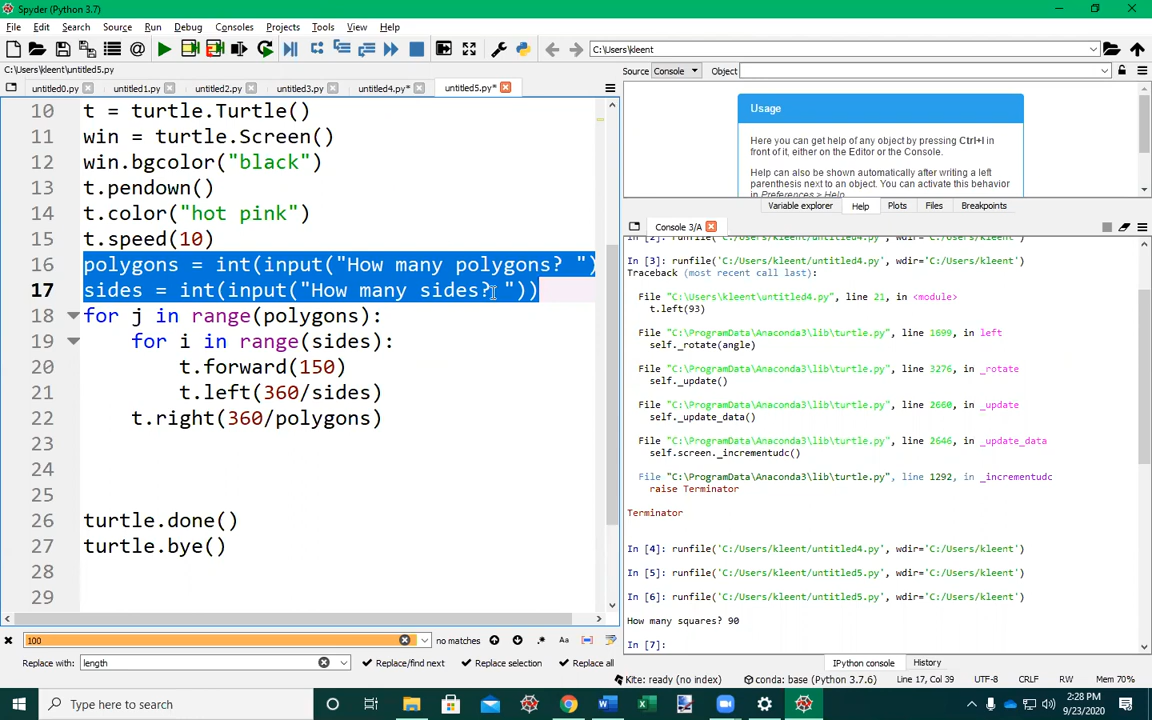 Spyder (Python 3.7)
File Edit Search Source Run Debug Consoles Projects Tools View Help
C:\Users\kleent
C:\Users\kleent\untitled5.py
Source Console Object
untitled0.py untitled1.py untitled2.py untitled3.py untitled4.py* untitled5.py*
10 t = turtle.Turtle()
11 win = turtle.Screen()
12 win.bgcolor("black")
13 t.pendown()
14 t.color("hot pink")
15 t.speed(10)
16 polygons = int(input("How many polygons? ")
17 sides = int(input("How many sides? "))
18 for j in range(polygons):
19 for i in range(sides):
20 t.forward(150)
21 t.left(360/sides)
22 t.right(360/polygons)
23
24
25
26 turtle.done()
27 turtle.bye()
28
29
Usage
Here you can get help of any object by pressing Ctrl+I in
front of it, either on the Editor or the Console.
Help can also be shown automatically after writing a left
parenthesis next to an object. You can activate this behavior
in Preferences > Help.
Variable explorer Help Plots Files Breakpoints
Console 3/A
In [2]: runfile('C:/Users/kleent/untitled4.py', wdir='C:/Users/kleent')
In [3]: runfile('C:/Users/kleent/untitled4.py', wdir='C:/Users/kleent')
Traceback (most recent call last):
File "C:\Users\kleent\untitled4.py", line 21, in <module>
t.left(93)
File "C:\ProgramData\Anaconda3\lib\turtle.py", line 1699, in left
self._rotate(angle)
File "C:\ProgramData\Anaconda3\lib\turtle.py", line 3276, in _rotate
self._update()
File "C:\ProgramData\Anaconda3\lib\turtle.py", line 2660, in _update
self._update_data()
File "C:\ProgramData\Anaconda3\lib\turtle.py", line 2646, in _update_data
self.screen._incrementudc()
File "C:\ProgramData\Anaconda3\lib\turtle.py", line 1292, in _incrementudc
raise Terminator
Terminator
In [4]: runfile('C:/Users/kleent/untitled4.py', wdir='C:/Users/kleent')
In [5]: runfile('C:/Users/kleent/untitled5.py', wdir='C:/Users/kleent')
In [6]: runfile('C:/Users/kleent/untitled5.py', wdir='C:/Users/kleent')
How many squares? 90
In [7]:
100 no matches Aa
Replace with: length Replace/find next Replace selection Replace all
IPython console History
Kite: ready (no index) conda: base (Python 3.7.6) Line 17, Col 39 UTF-8 CRLF RW Mem 70%
Type here to search
2:28 PM
9/23/2020